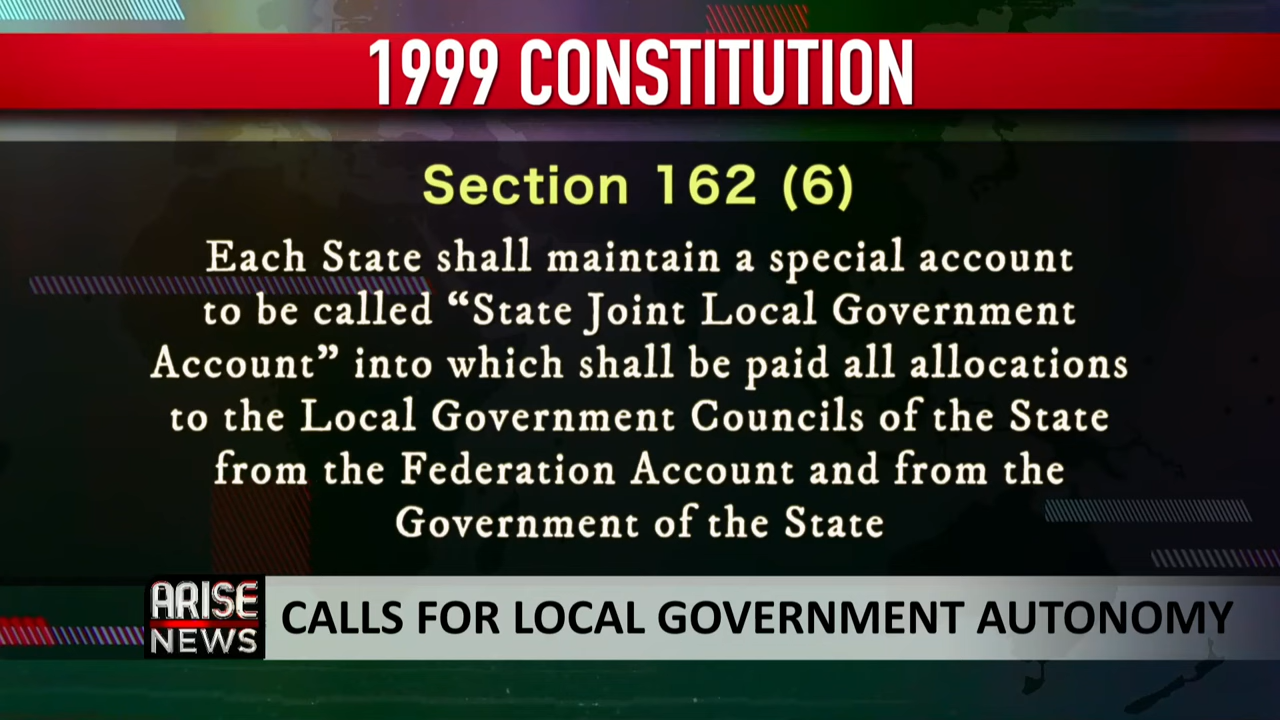 1999 CONSTITUTION
Section 162 (6)
Each State shall maintain a special account
to be called “State Joint Local Government
Account” into which shall be paid all allocations
to the Local Government Councils of the State
from the Federation Account and from the
Government of the State
ARISE
NEWS
CALLS FOR LOCAL GOVERNMENT AUTONOMY